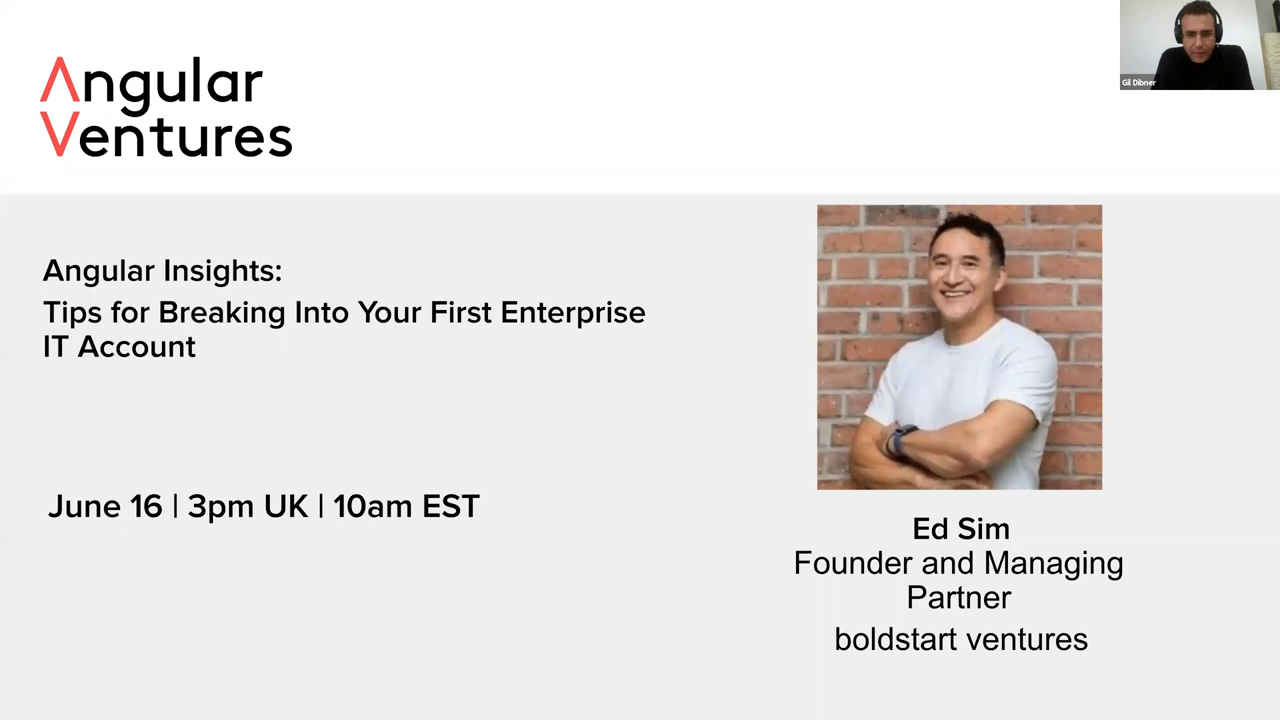 Angular
Ventures
Gil Dibner
Angular Insights:
Tips for Breaking Into Your First Enterprise
IT Account
June 16 | 3pm UK | 10am EST
Ed Sim
Founder and Managing
Partner
boldstart ventures